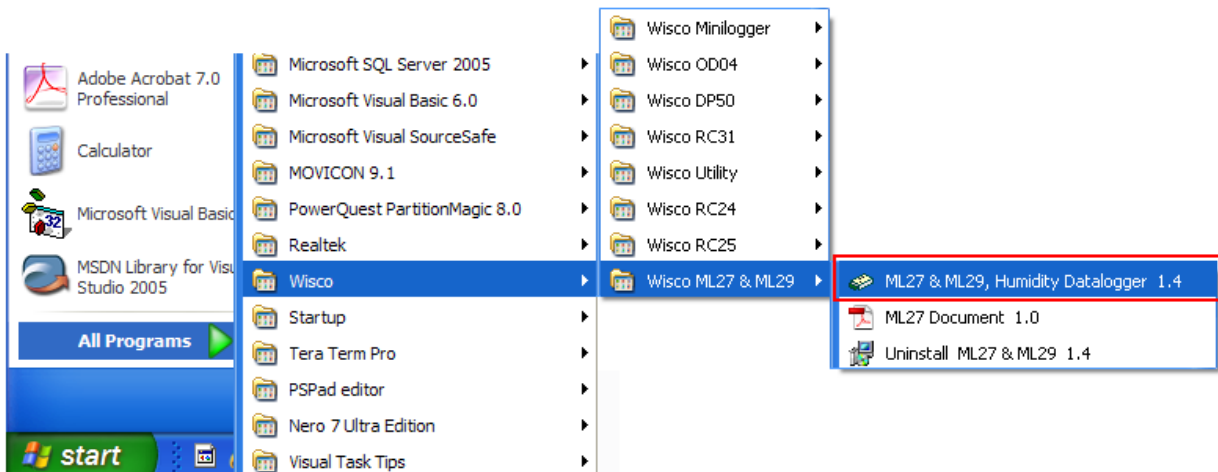 Adobe Acrobat 7.0
Professional
Calculator
32
Microsoft Visual Basic
MSDN Library for Visu
Studio 2005
All Programs
start
Microsoft SQL Server 2005
Microsoft Visual Basic 6.0
Microsoft Visual SourceSafe
MOVICON 9.1
PowerQuest PartitionMagic 8.0
Realtek
Wisco
Startup
Tera Term Pro
PSPad editor
Nero 7 Ultra Edition
Visual Task Tips
Wisco Minilogger
Wisco OD04
Wisco DP50
Wisco RC31
Wisco Utility
Wisco RC24
Wisco RC25
Wisco ML27 & ML29
ML27 & ML29, Humidity Datalogger 1.4
ML27 Document 1.0
Uninstall ML27 & ML29 1.4